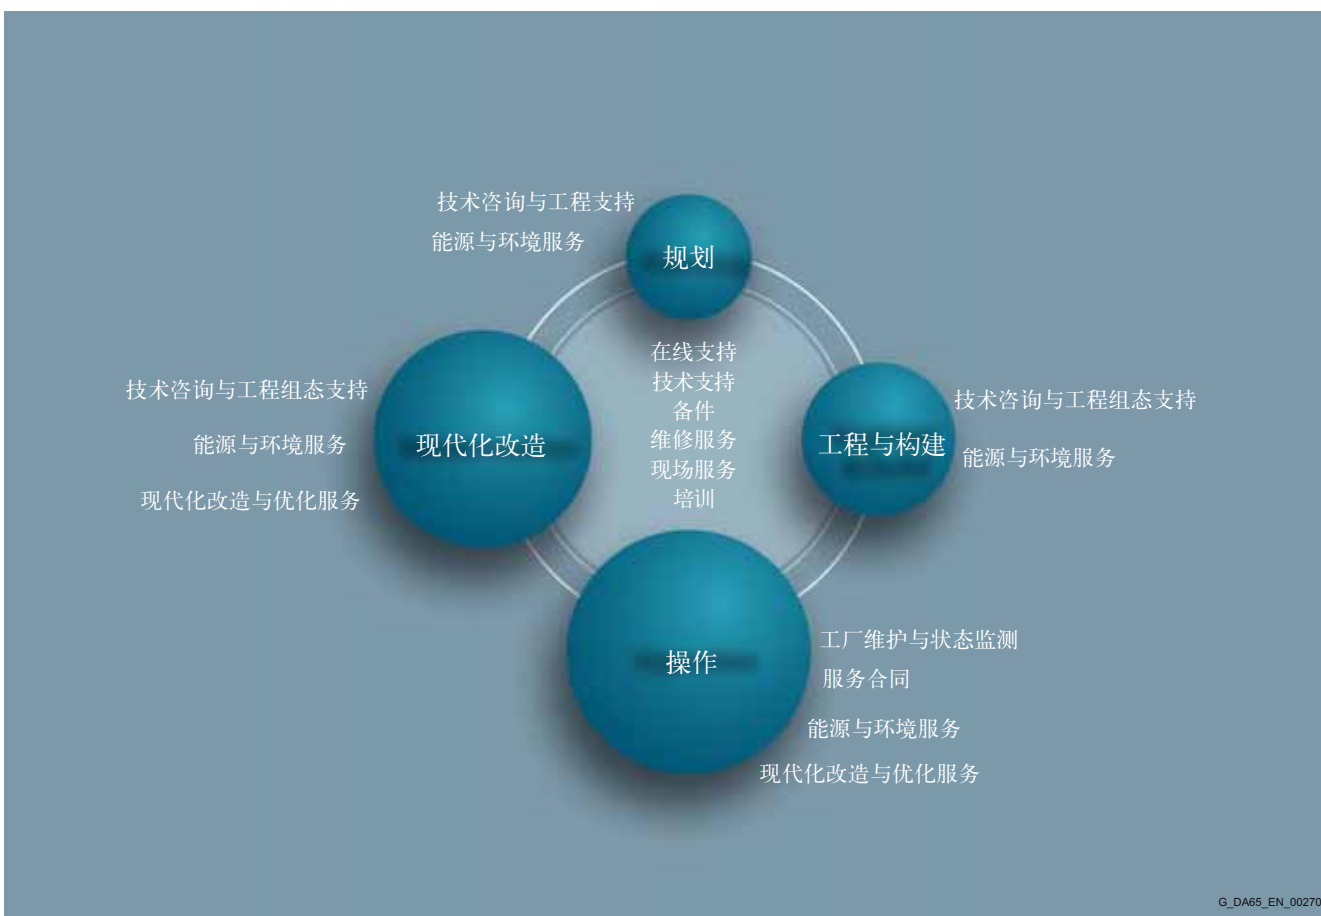 技术咨询与工程支持
能源与环境服务
规划
在线支持
技术支持
备件
维修服务
现场服务
培训
技术咨询与工程组态支持
能源与环境服务
现代化改造与优化服务
现代化改造
工程与构建
技术咨询与工程组态支持
能源与环境服务
操作
工厂维护与状态监测
服务合同
能源与环境服务
现代化改造与优化服务
G_DA65_EN_00270